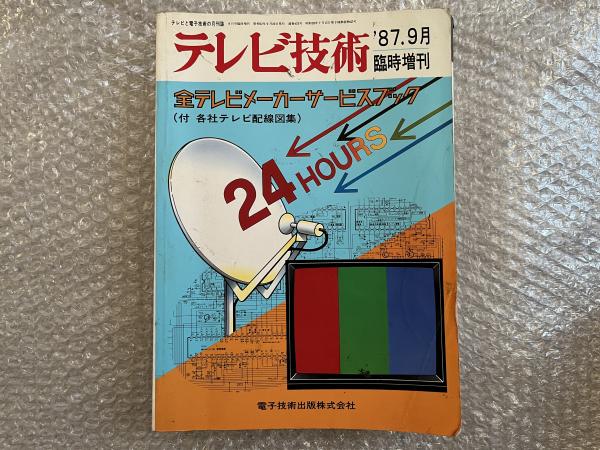 テレビと電子技術の月刊誌
テレビ技術
'87.9月
臨時増刊
全テレビメーカーサービスブック
(付 各社テレビ配線図集)
24 HOURS
電子技術出版株式会社